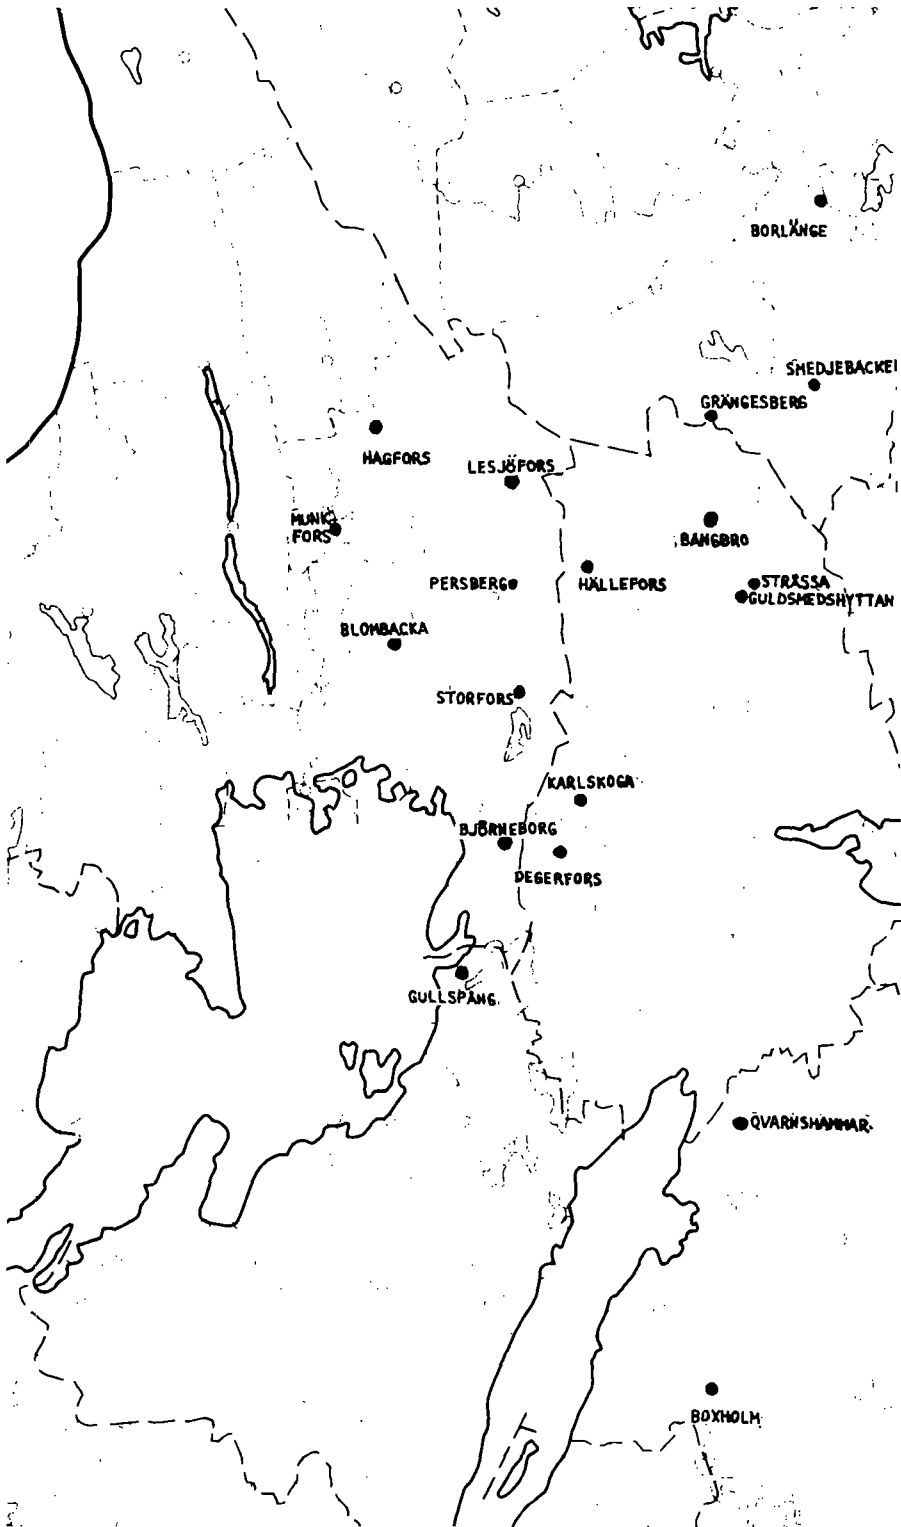 BORLÄNGE
SMEDJEBACKE
GRÄNGESBERG
HAGFORS
LESJÖFORS
MUNK
FORS
BÅNGBRO
PERSBERG
HÄLLEFORS
STRÅSSA
GULDSMEDSHYTTAN
BLOMBACKA
STORFORS
KARLSKOGA
BJÖRNEBORG
DEGERFORS
GULLSPÅNG
QVARNSHAMMAR
BOXHOLM